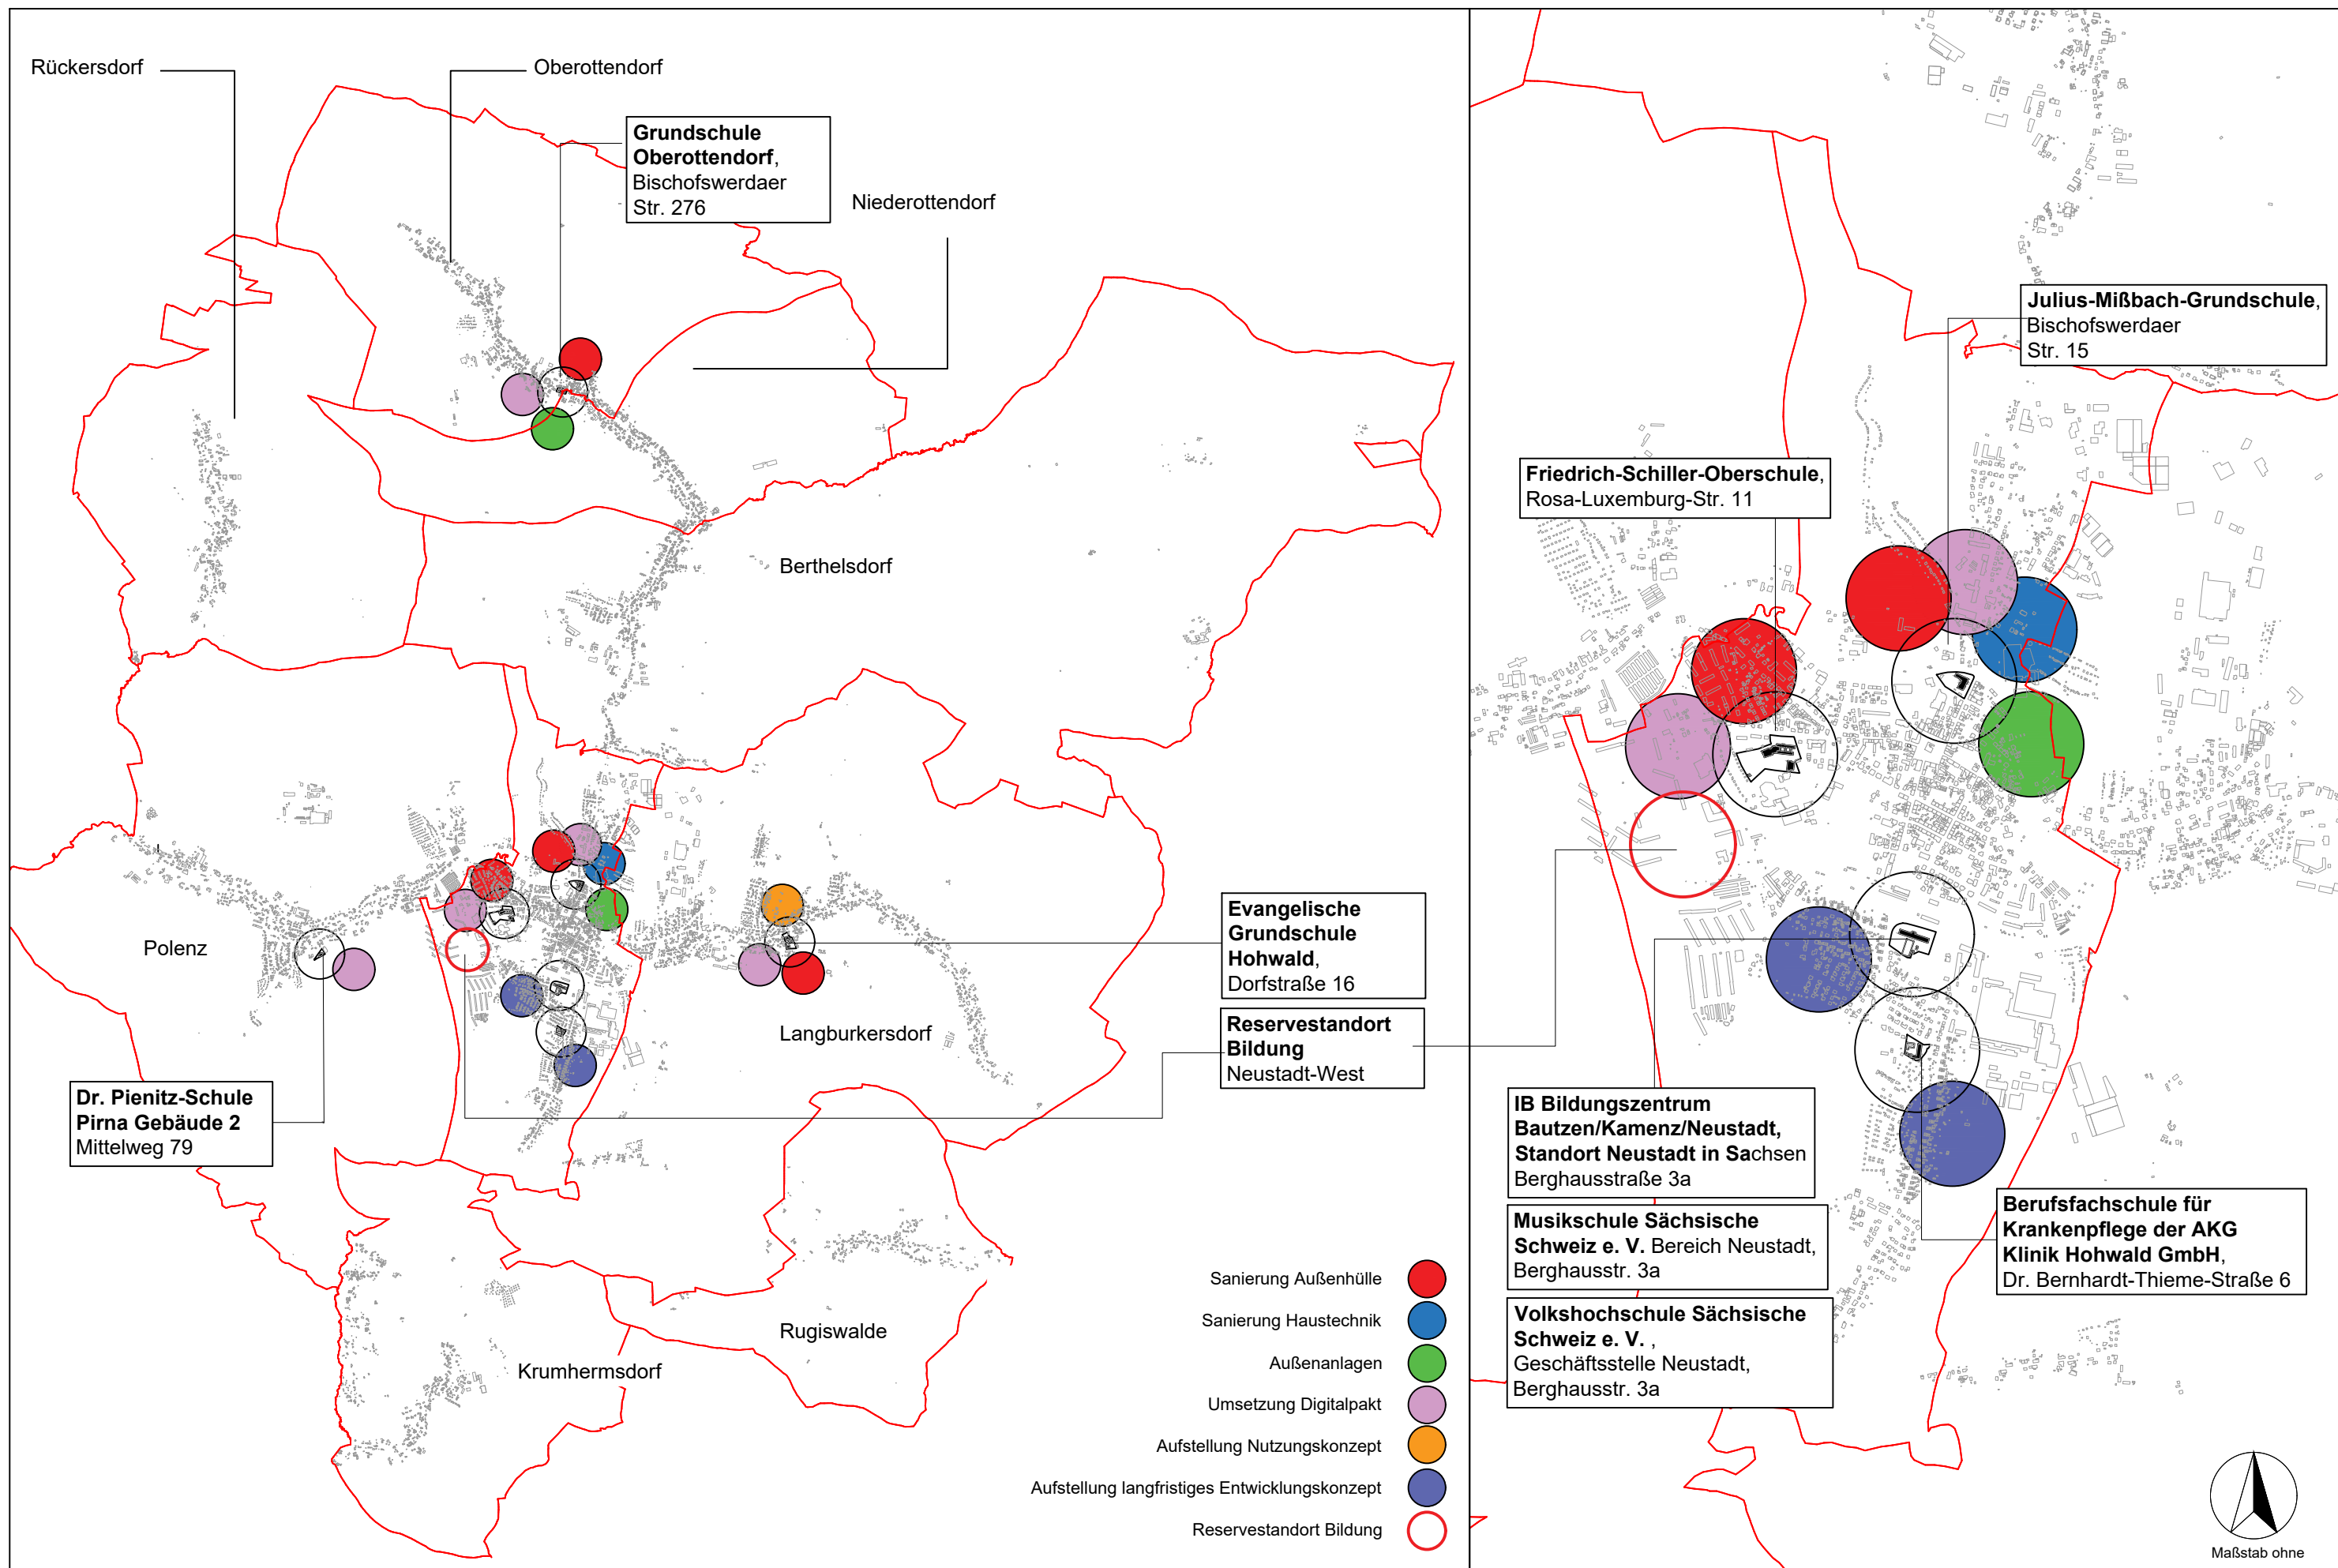 Rückersdorf
Oberottendorf
Grundschule
Oberottendorf,
Bischofswerdaer
Str. 276
Niederottendorf
Berthelsdorf
Polenz
Langburkersdorf
Evangelische
Grundschule
Hohwald,
Dorfstraße 16
Reservestandort
Bildung
Neustadt-West
Dr. Pienitz-Schule
Pirna Gebäude 2
Mittelweg 79
Rugiswalde
Krumhermsdorf
Sanierung Außenhülle
Sanierung Haustechnik
Außenanlagen
Umsetzung Digitalpakt
Aufstellung Nutzungskonzept
Aufstellung langfristiges Entwicklungskonzept
Reservestandort Bildung
Julius-Mißbach-Grundschule,
Bischofswerdaer
Str. 15
Friedrich-Schiller-Oberschule,
Rosa-Luxemburg-Str. 11
IB Bildungszentrum
Bautzen/Kamenz/Neustadt,
Standort Neustadt in Sachsen
Berghausstraße 3a
Musikschule Sächsische
Schweiz e. V. Bereich Neustadt,
Berghausstr. 3a
Volkshochschule Sächsische
Schweiz e. V. ,
Geschäftsstelle Neustadt,
Berghausstr. 3a
Berufsfachschule für
Krankenpflege der AKG
Klinik Hohwald GmbH,
Dr. Bernhardt-Thieme-Straße 6
Maßstab ohne